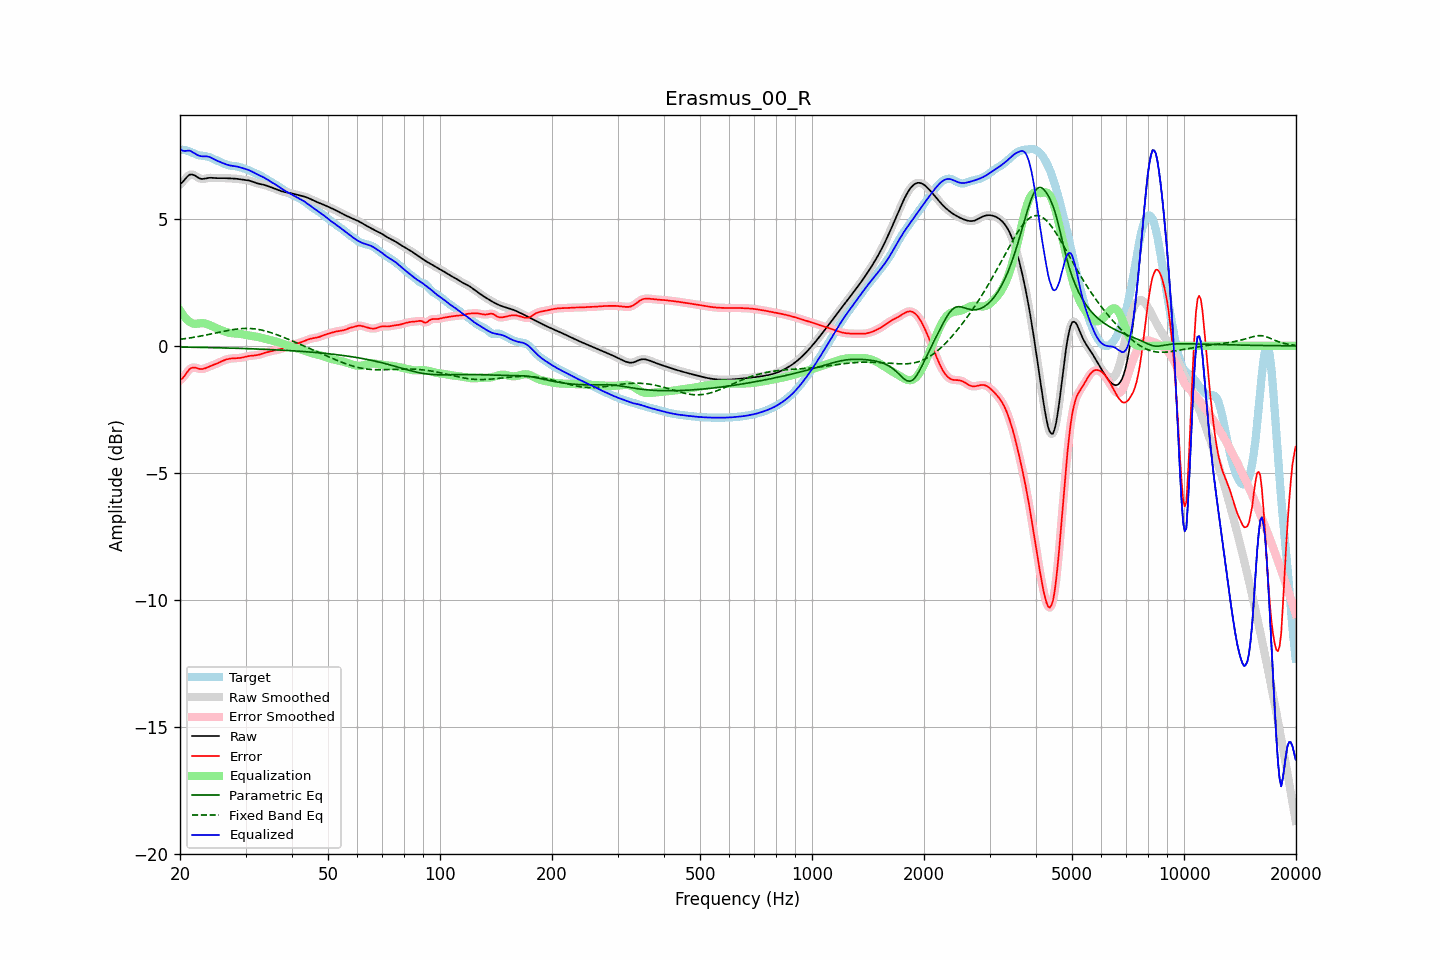 Erasmus_00_R
Amplitude (dBr)
5
0
−5
−10
−15
−20
Target
Raw Smoothed
Error Smoothed
Raw
Error
Equalization
Parametric Eq
Fixed Band Eq
Equalized
20 50 100 200 500 1000 2000 5000 10000 20000
Frequency (Hz)